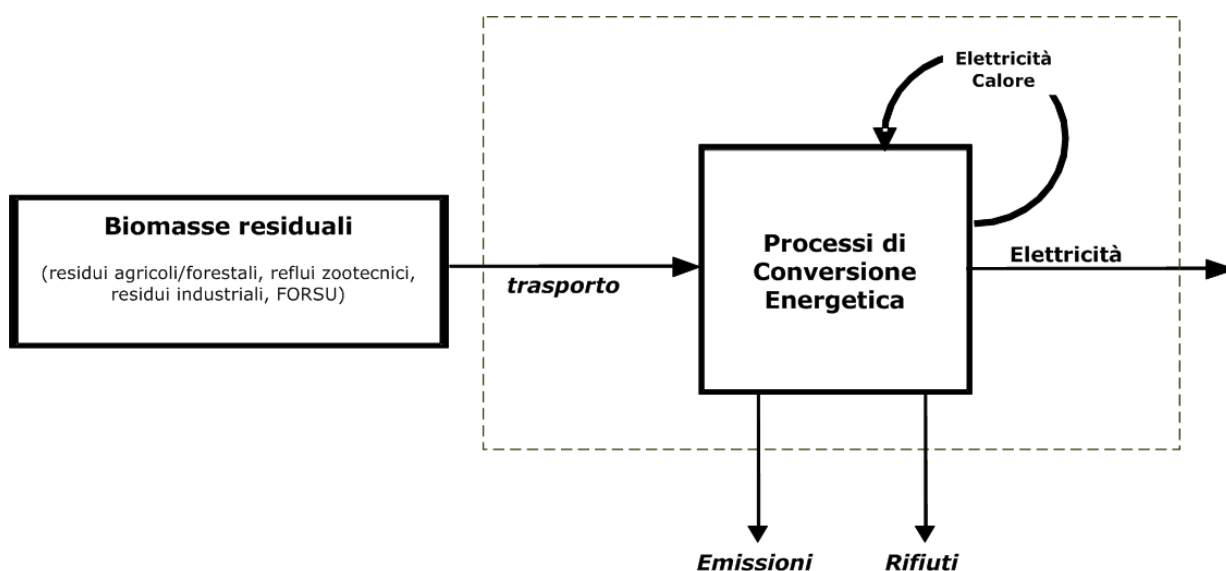 Elettricità
Calore
Biomasse residuali
(residui agricoli/forestali, reflui zootecnici,
residui industriali, FORSU)
trasporto
Processi di
Conversione
Energetica
Elettricità
Emissioni
Rifiuti